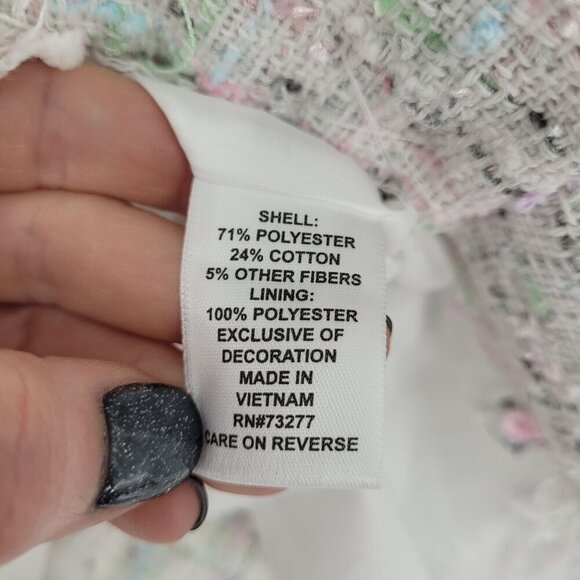 SHELL:
71% POLYESTER
24% COTTON
5% OTHER FIBERS
LINING:
100% POLYESTER
EXCLUSIVE OF
DECORATION
MADE IN
VIETNAM
RN#73277
CARE ON REVERSE